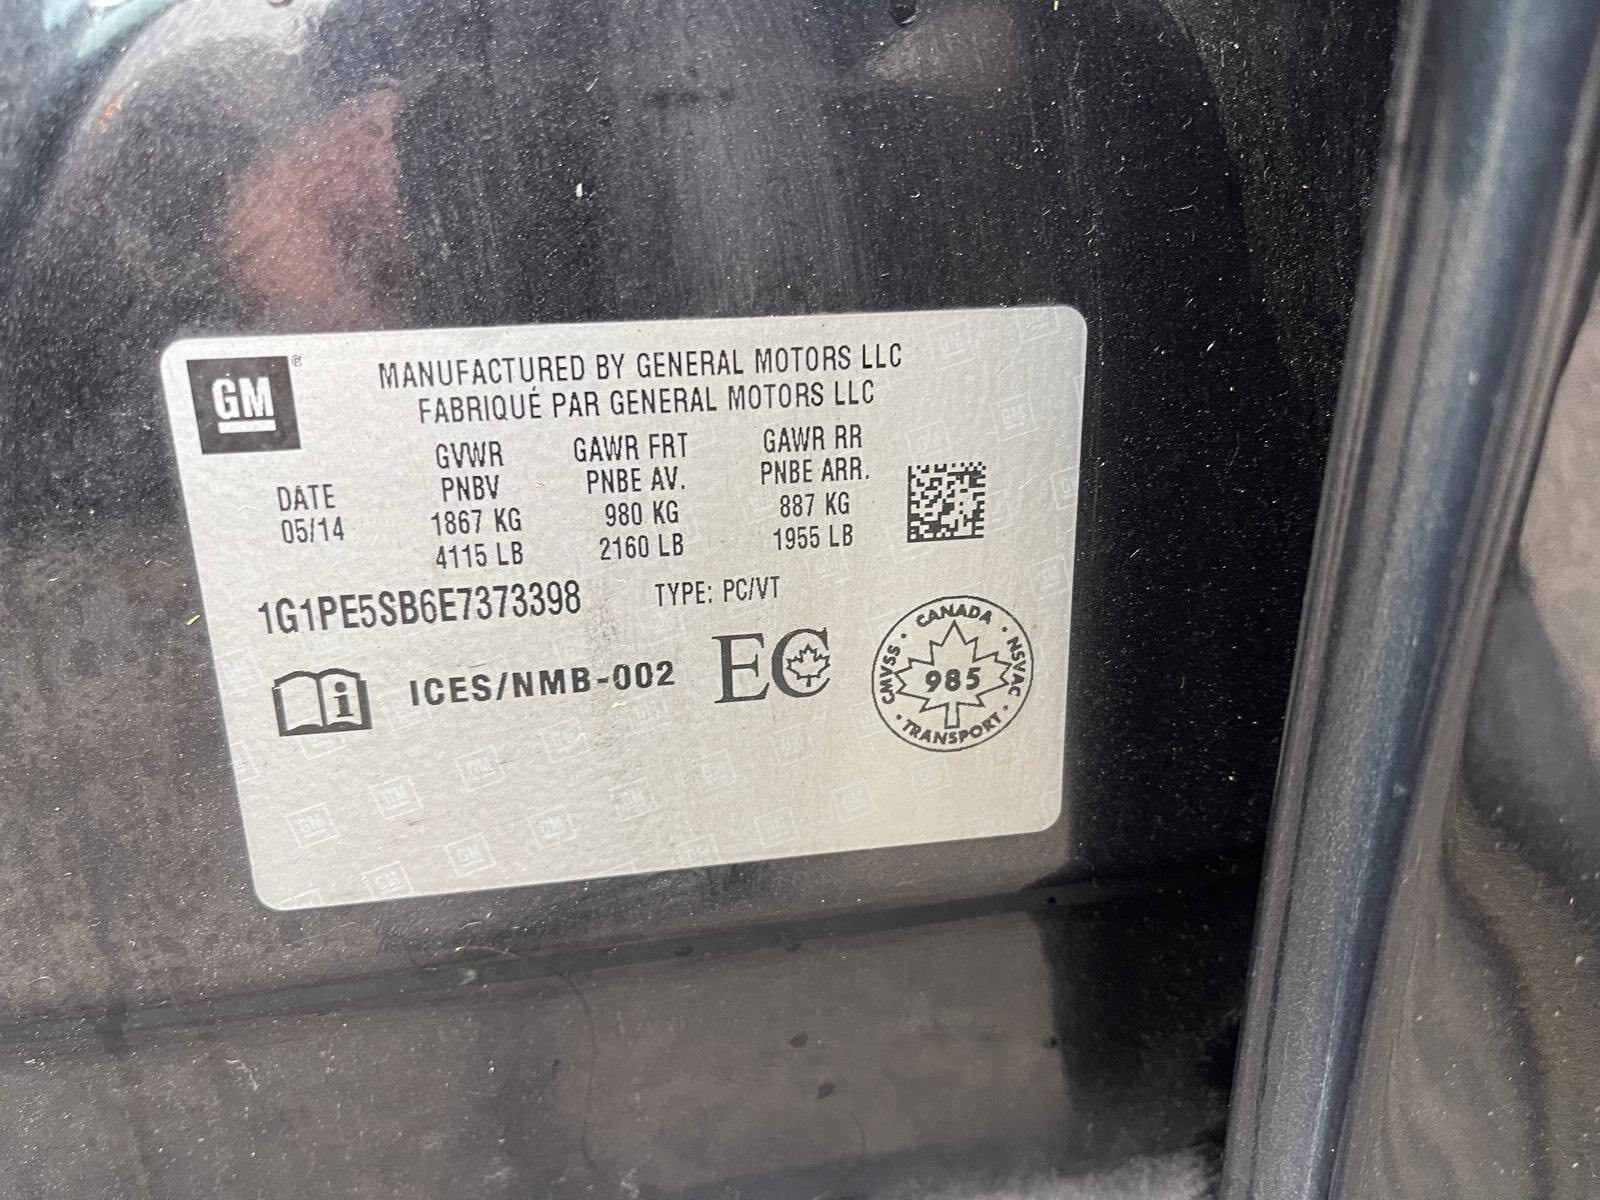 GM
MANUFACTURED BY GENERAL MOTORS LLC
FABRIQUÉ PAR GENERAL MOTORS LLC
DATE
05/14
GVWR
PNBV
1867 KG
4115 LB
GAWR FRT
PNBE AV.
980 KG
2160 LB
GAWR RR
PNBE ARR.
887 KG
1955 LB
1G1PE5SB6E7373398 TYPE: PC/VT
i ICES/NMB-002 EC
CANADA
CMVSS 985 NSVAC
TRANSPORT